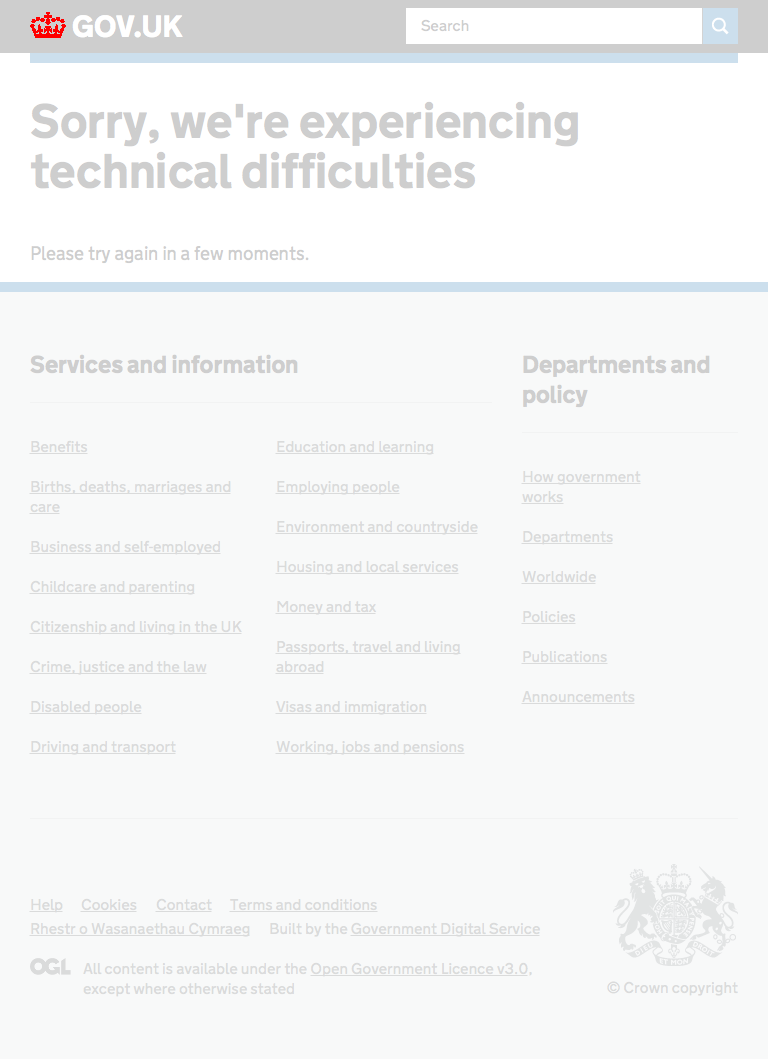 GOV.UK
Search
Sorry, we're experiencing
technical difficulties
Please try again in a few moments.
Services and information
Benefits
Births, deaths, marriages and
care
Business and self-employed
Childcare and parenting
Citizenship and living in the UK
Crime, justice and the law
Disabled people
Driving and transport
Education and learning
Employing people
Environment and countryside
Housing and local services
Money and tax
Passports, travel and living
abroad
Visas and immigration
Working, jobs and pensions
Departments and
policy
How government
works
Departments
Worldwide
Policies
Publications
Announcements
Help Cookies Contact Terms and conditions
Rhestr o Wasanaethau Cymraeg Built by the Government Digital Service
OGL All content is available under the Open Government Licence v3.0,
except where otherwise stated
© Crown copyright